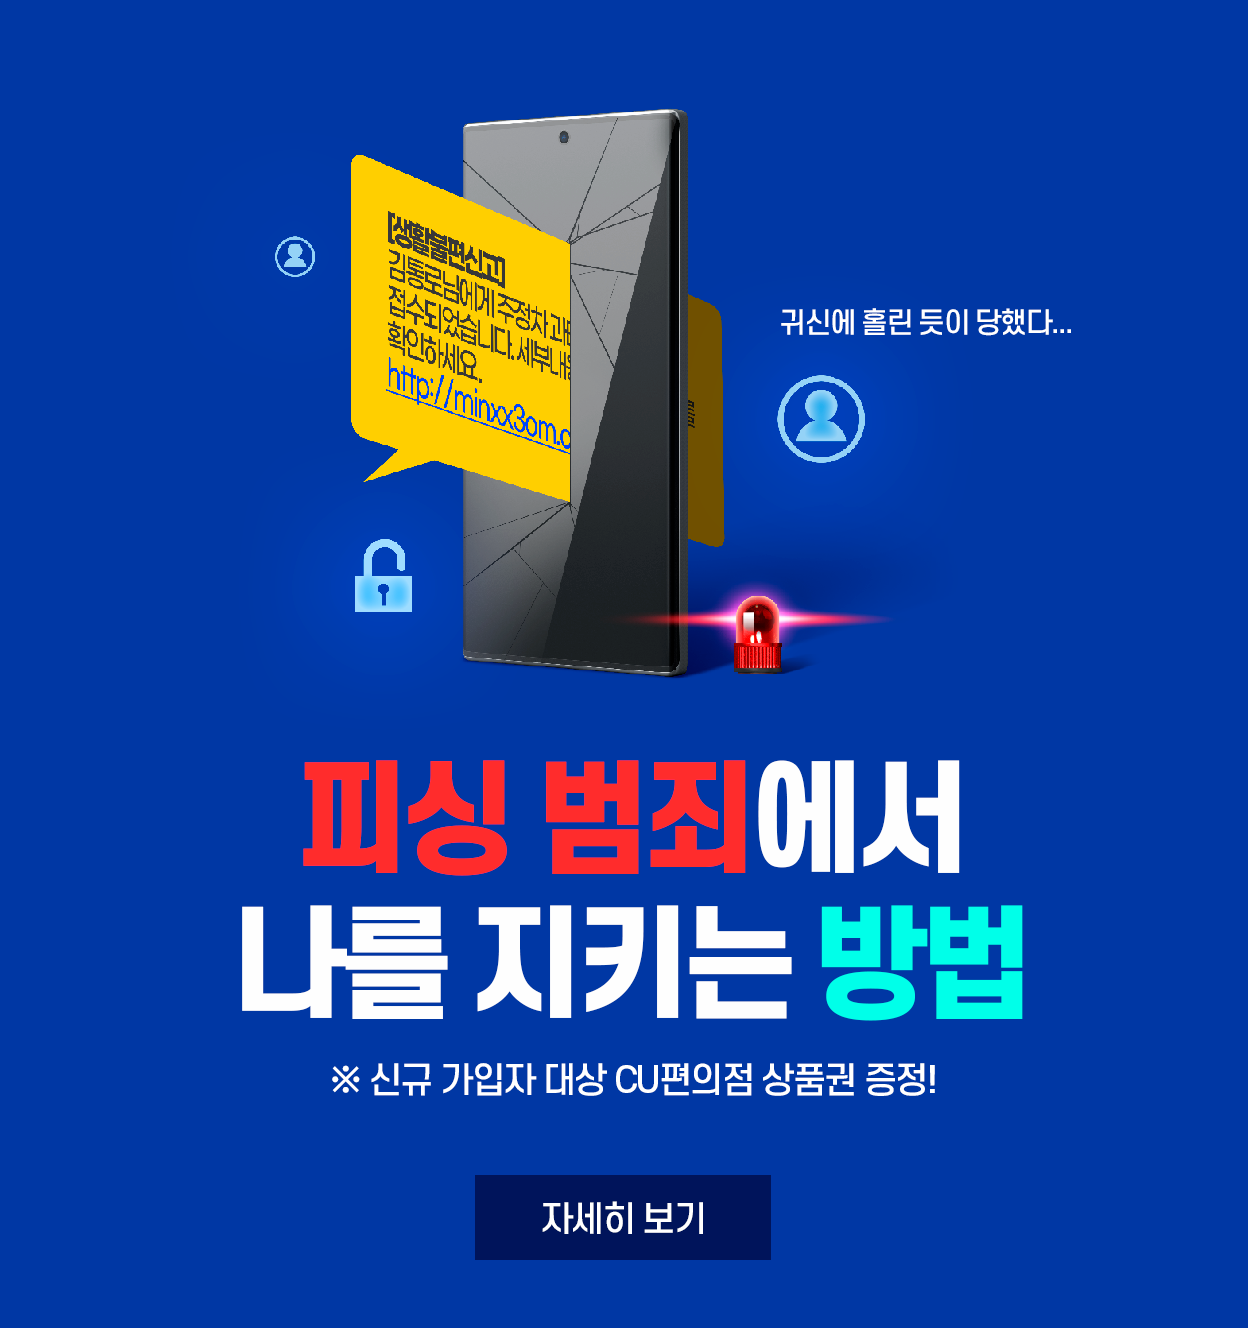 [생활불편신고]
김통로님에게 주정차 과
접수되었습니다. 세부내용
확인하세요.
http://minxx3om.c
귀신에 홀린 듯이 당했다...
피싱 범죄에서
나를 지키는 방법
※ 신규 가입자 대상 CU편의점 상품권 증정!
자세히 보기